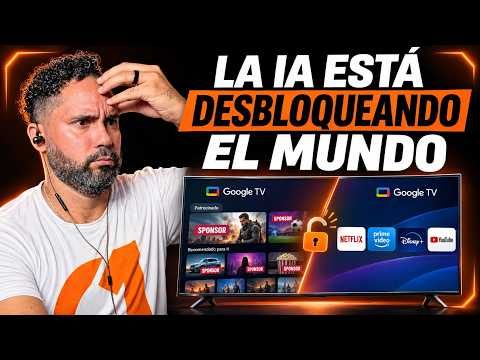 LA IA ESTÁ
DESBLOQUEANDO
EL MUNDO
Google TV
Google TV
Patrocinado
SPONSOR
SPONSOR
NETFLIX
prime video
Disney+
YouTube
SPONSOR
SPONSOR
SPONSOR